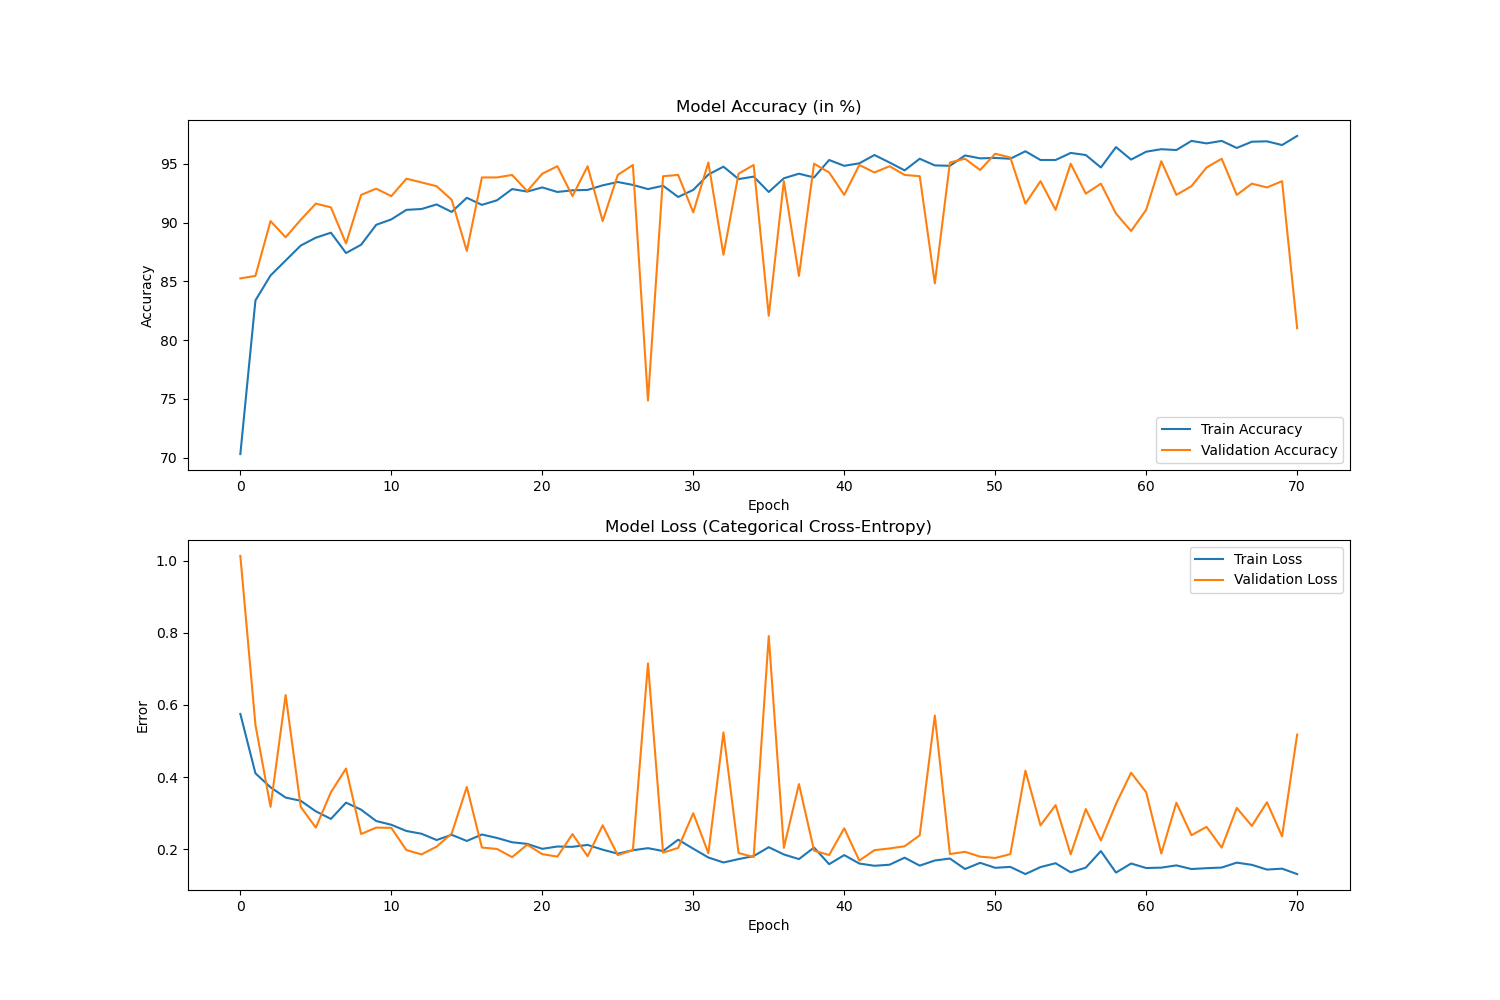 Model Accuracy (in %)
Accuracy
95
90
85
80
75
70
Train Accuracy
Validation Accuracy
0 10 20 30 40 50 60 70
Epoch
Model Loss (Categorical Cross-Entropy)
Error
1.0
0.8
0.6
0.4
0.2
Train Loss
Validation Loss
0 10 20 30 40 50 60 70
Epoch